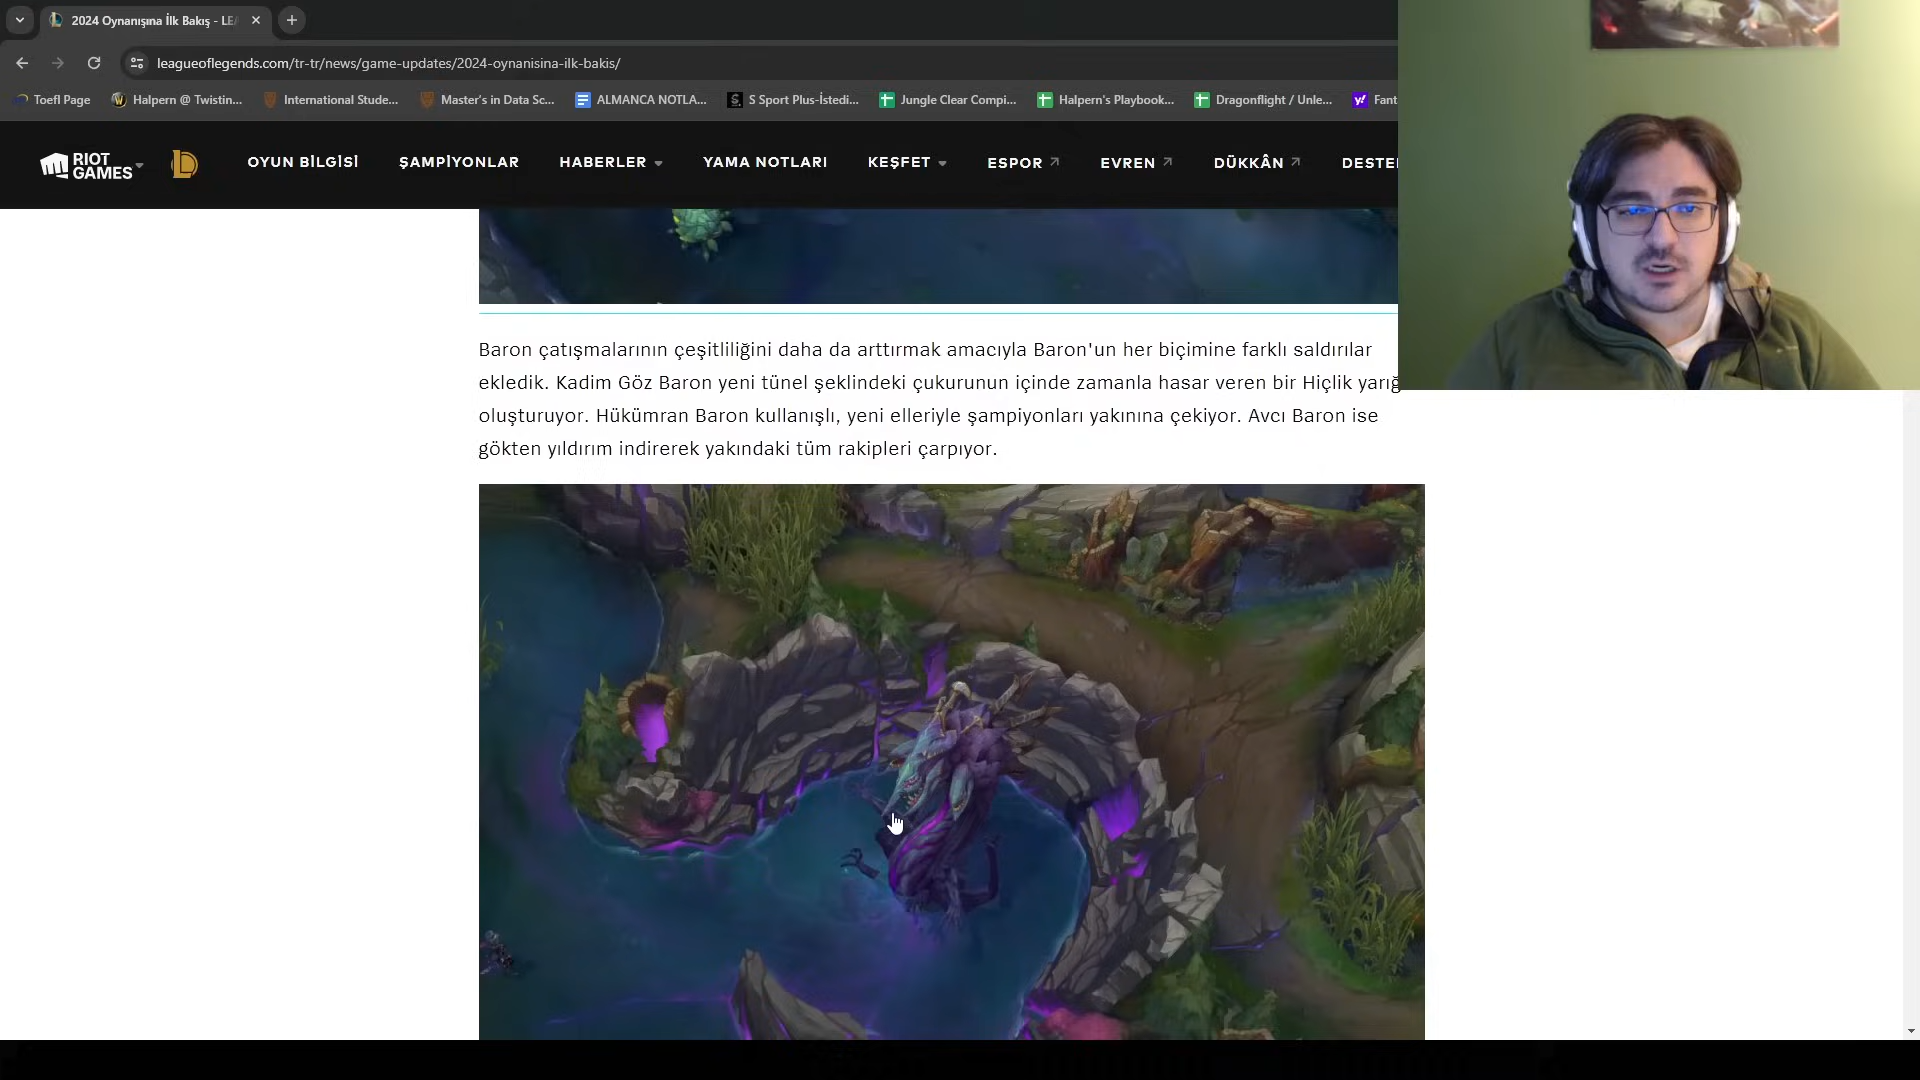 2024 Oynanışına İlk Bakış - LEA
leagueoflegends.com/tr-tr/news/game-updates/2024-oynanisina-ilk-bakis/
Toefl Page
Halpern @ Twistin...
International Stude...
Master's in Data Sc...
ALMANCA NOTLA...
S Sport Plus-İstedi...
Jungle Clear Compi...
Halpern's Playbook...
Dragonflight / Unle...
Fant
RIOT
GAMES
OYUN BİLGİSİ
ŞAMPİYONLAR
HABERLER
YAMA NOTLARI
KEŞFET
ESPOR
EVREN
DÜKKÂN
Baron çatışmalarının çeşitliliğini daha da arttırmak amacıyla Baron'un her biçimine farklı saldırılar
ekledik. Kadim Göz Baron yeni tünel şeklindeki çukurunun içinde zamanla hasar veren bir Hiçlik yarığ
oluşturuyor. Hükümran Baron kullanışlı, yeni elleriyle şampiyonları yakınına çekiyor. Avcı Baron ise
gökten yıldırım indirerek yakındaki tüm rakipleri çarpıyor.